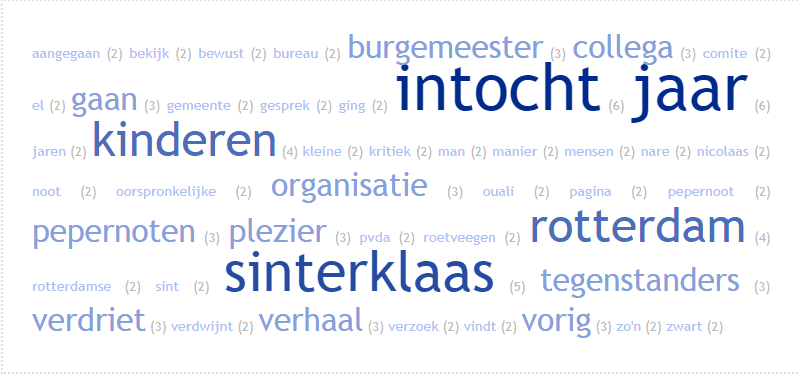 aangegaan (2) bekijk (2) bewust (2) bureau (2) burgemeester (3) collega (3) comite (2)
el (2) gaan (3) gemeente (2) gesprek (2) ging (2) intocht (6) jaar (6)
jaren (2) kinderen (4) kleine (2) kritiek (2) man (2) manier (2) mensen (2) nare (2) nicolaas (2)
noot (2) oorspronkelijke (2) organisatie (3) ouali (2) pagina (2) pepernoot (2)
pepernoten (3) plezier (3) pvda (2) roetveegen (2) rotterdam (4)
rotterdamse (2) sint (2) sinterklaas (5) tegenstanders (3)
verdriet (3) verdwijnt (2) verhaal (3) verzoek (2) vindt (2) vorig (3) zo'n (2) zwart (2)